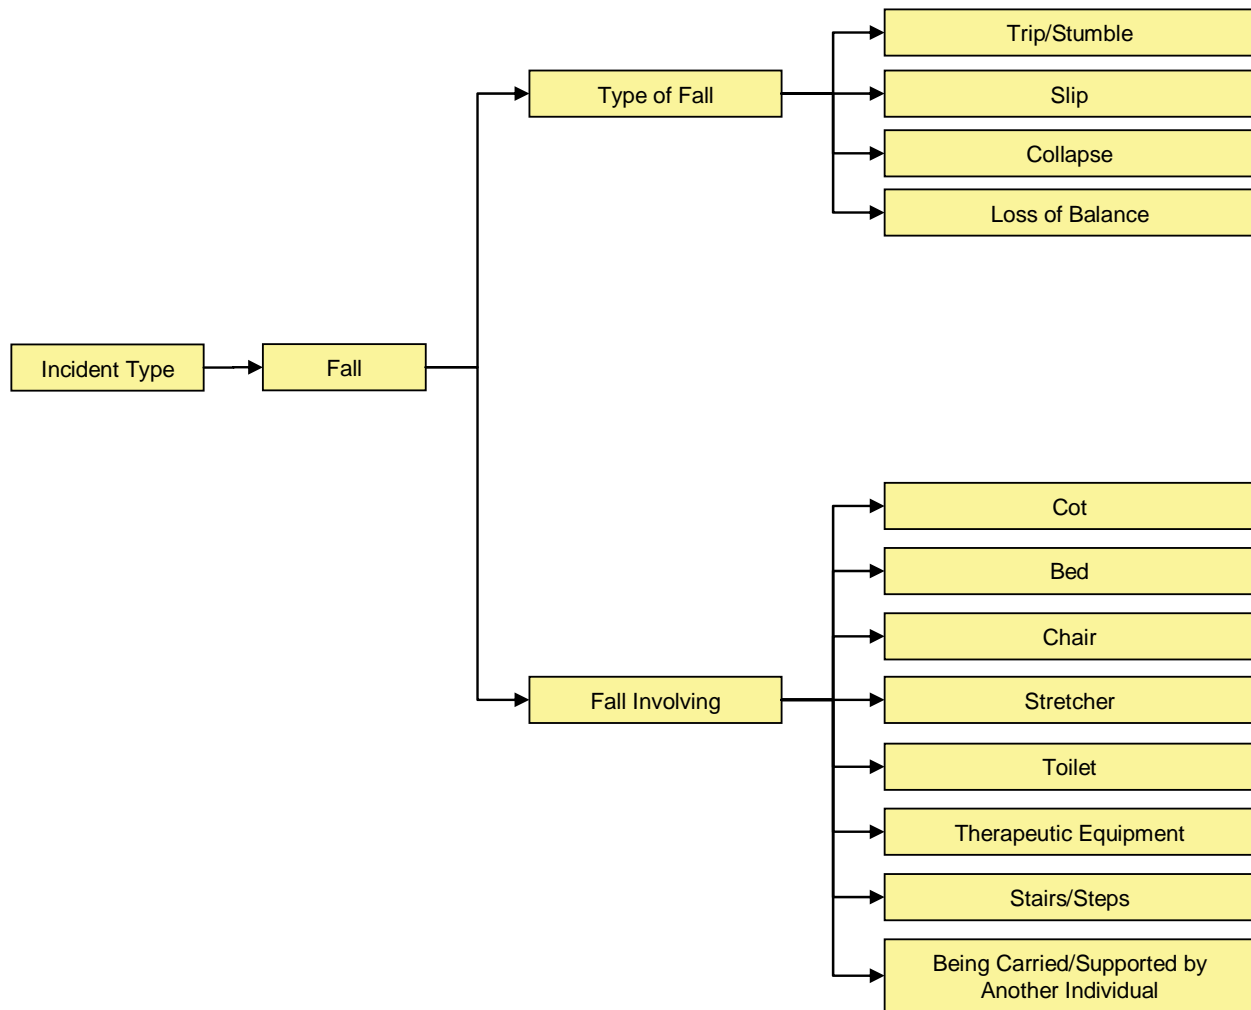 Trip/Stumble
Type of Fall
Slip
Collapse
Loss of Balance
Incident Type
Fall
Cot
Bed
Chair
Fall Involving
Stretcher
Toilet
Therapeutic Equipment
Stairs/Steps
Being Carried/Supported by
Another Individual